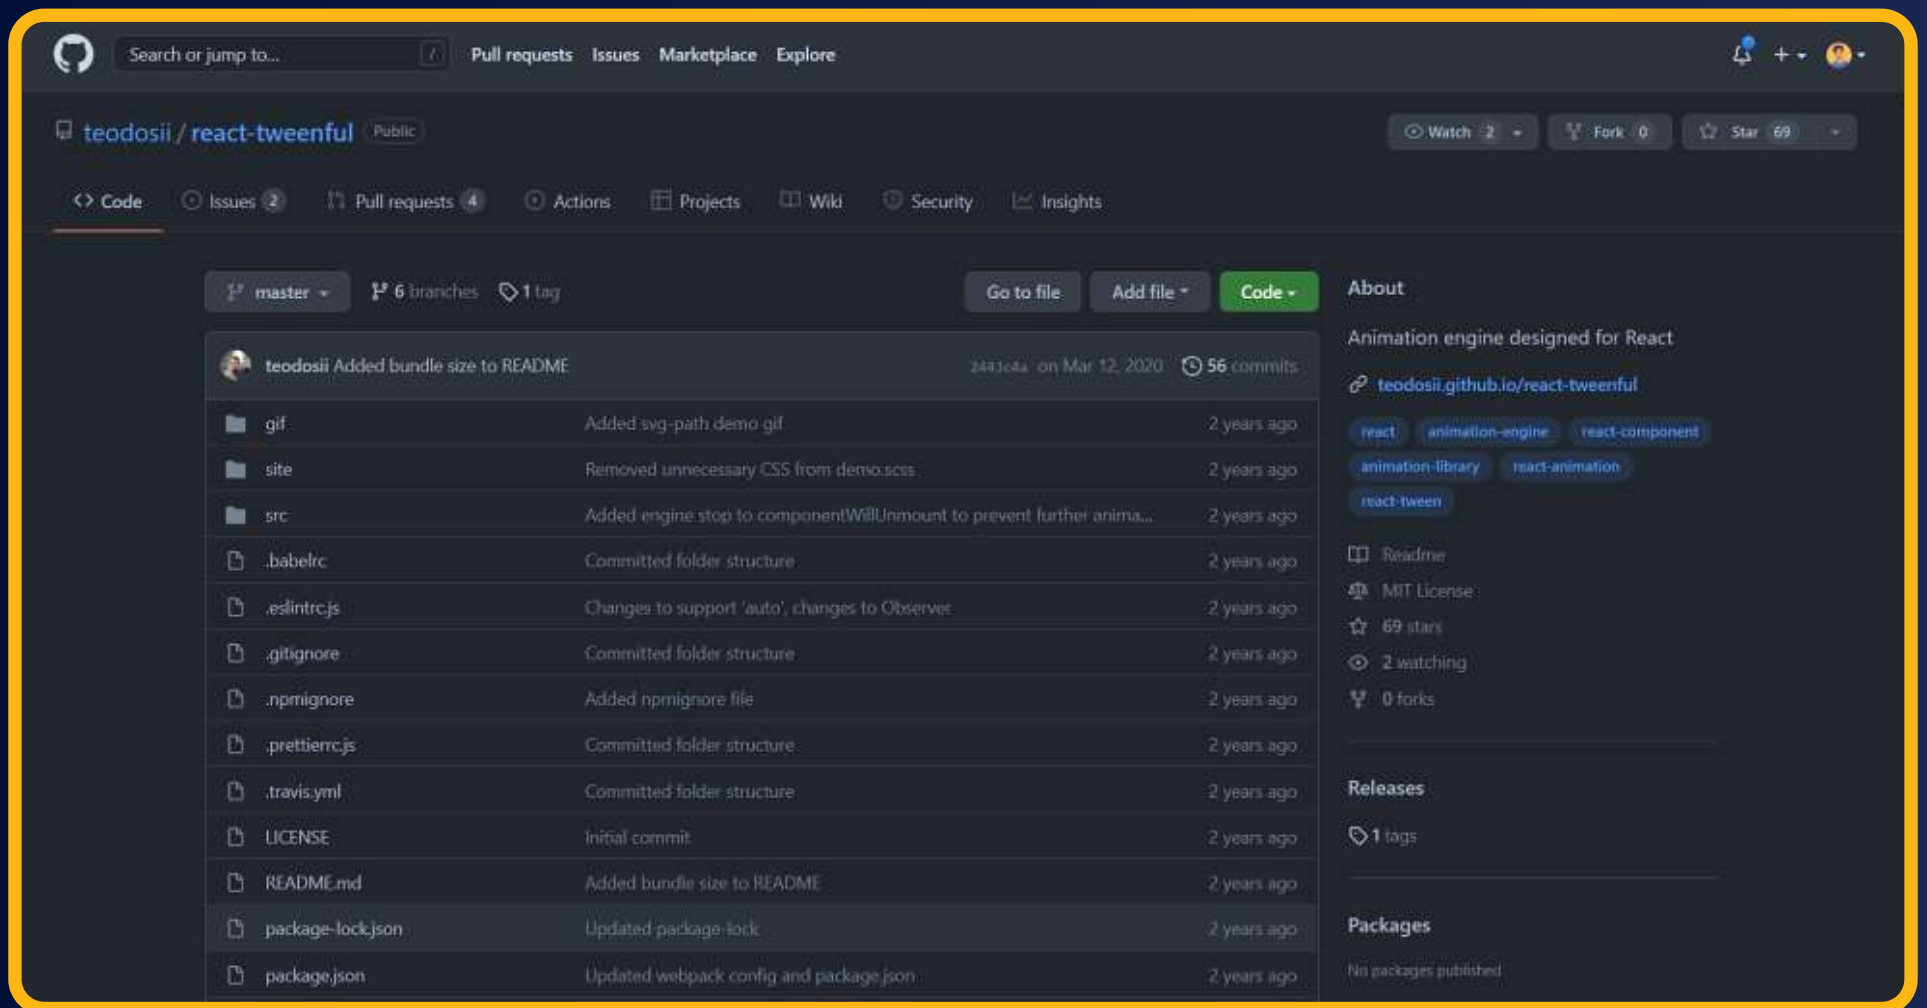 Search or jump to... / Pull requests Issues Marketplace Explore
teodosii / react-tweenful Public Watch 2 Fork 0 Star 69
<> Code Issues 2 Pull requests 4 Actions Projects Wiki Security Insights
master 6 branches 1 tag Go to file Add file Code
teodosii Added bundle size to README on Mar 12, 2020 56 commits
gif Added svg-path demo gif 2 years ago
site Removed unnecessary CSS from demo.scss 2 years ago
src Added engine stop to componentWillUnmount to prevent further anima... 2 years ago
.babelrc Committed folder structure 2 years ago
.eslintrc.js Changes to support 'auto', changes to Observer 2 years ago
.gitignore Committed folder structure 2 years ago
.npmignore Added npmignore file 2 years ago
.prettierrc.js Committed folder structure 2 years ago
.travis.yml Committed folder structure 2 years ago
LICENSE Initial commit 2 years ago
README.md Added bundle size to README 2 years ago
package-lock.json Updated package-lock 2 years ago
package.json Updated webpack config and package.json 2 years ago
About
Animation engine designed for React
teodosii.github.io/react-tweenful
react animation-engine react-component
animation-library react-animation
react-tween
Readme
MIT License
69 stars
2 watching
0 forks
Releases
1 tags
Packages
No packages published